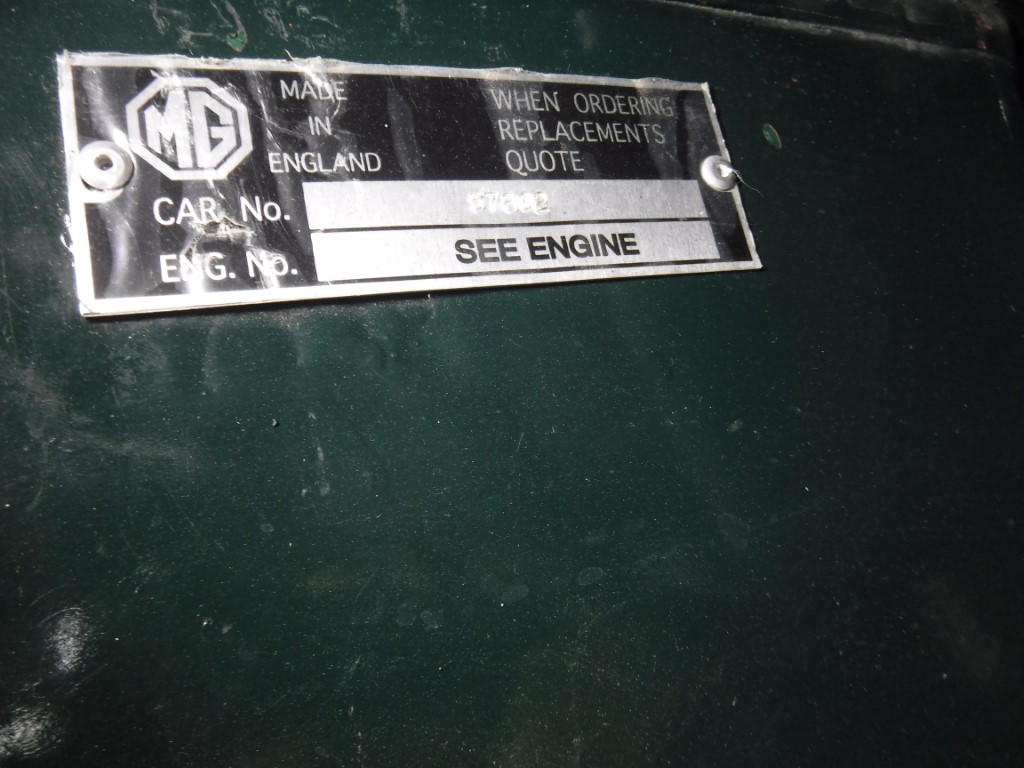 MG
MADE
IN
ENGLAND
WHEN ORDERING
REPLACEMENTS
QUOTE
CAR No.
ENG. No. SEE ENGINE